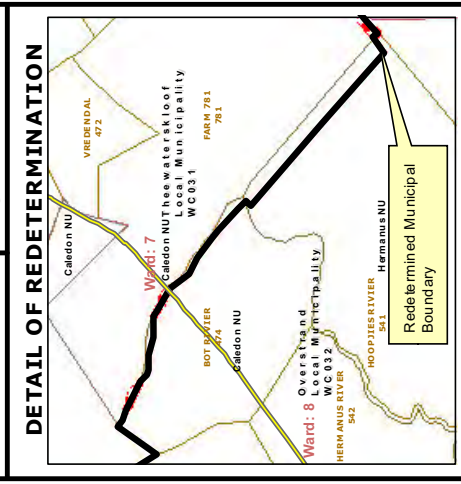 DETAIL OF REDETERMINATION
VREDENDAL
472
Caledon NU
Ward: 7
Caledon NU Theewaterskloof
Local Municipality
WC031
FARM 781
781
BOT RIVIER
Caledon NU
Ward: 8
Overstrand
Local Municipality
WC032
HERMANUS RIVER
542
HOOPJIES RIVIER
541
Hermanus NU
Redetermined Municipal
Boundary